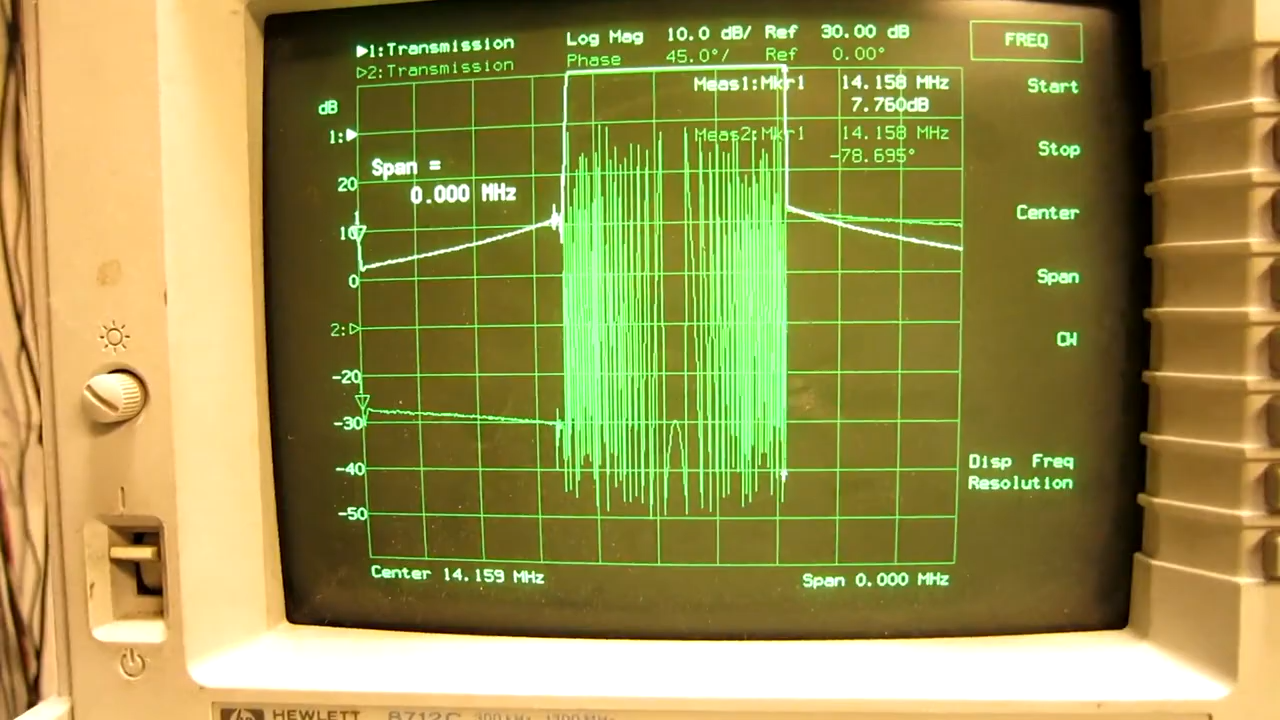 ▶1:Transmission Log Mag 10.0 dB/ Ref 30.00 dB
▷2:Transmission Phase 45.0°/ Ref 0.00°
FREQ
Meas1:Mkr1 14.158 MHz
7.760dB
Meas2:Mkr1 14.158 MHz
-78.695°
dB
1:▶
Span =
0.000 MHz
20
1
10
0
2:▷
-20
-30
-40
-50
Start
Stop
Center
Span
CW
Disp Freq
Resolution
Center 14.159 MHz Span 0.000 MHz
hp HEWLETT 8712C